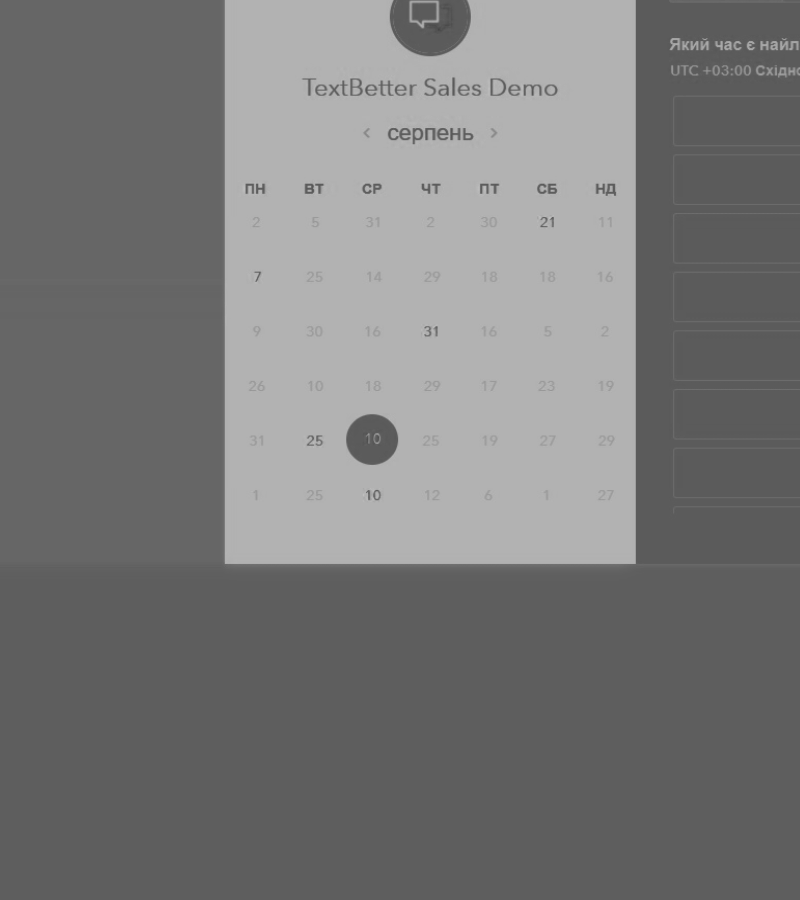 TextBetter Sales Demo
‹ серпень ›
ПН ВТ СР ЧТ ПТ СБ НД
2 5 31 2 30 21 11
7 25 14 29 18 18 16
9 30 16 31 16 5 2
26 10 18 29 17 23 19
31 25 10 25 19 27 29
1 25 10 12 6 1 27
Який час є найл
UTC +03:00 Східно